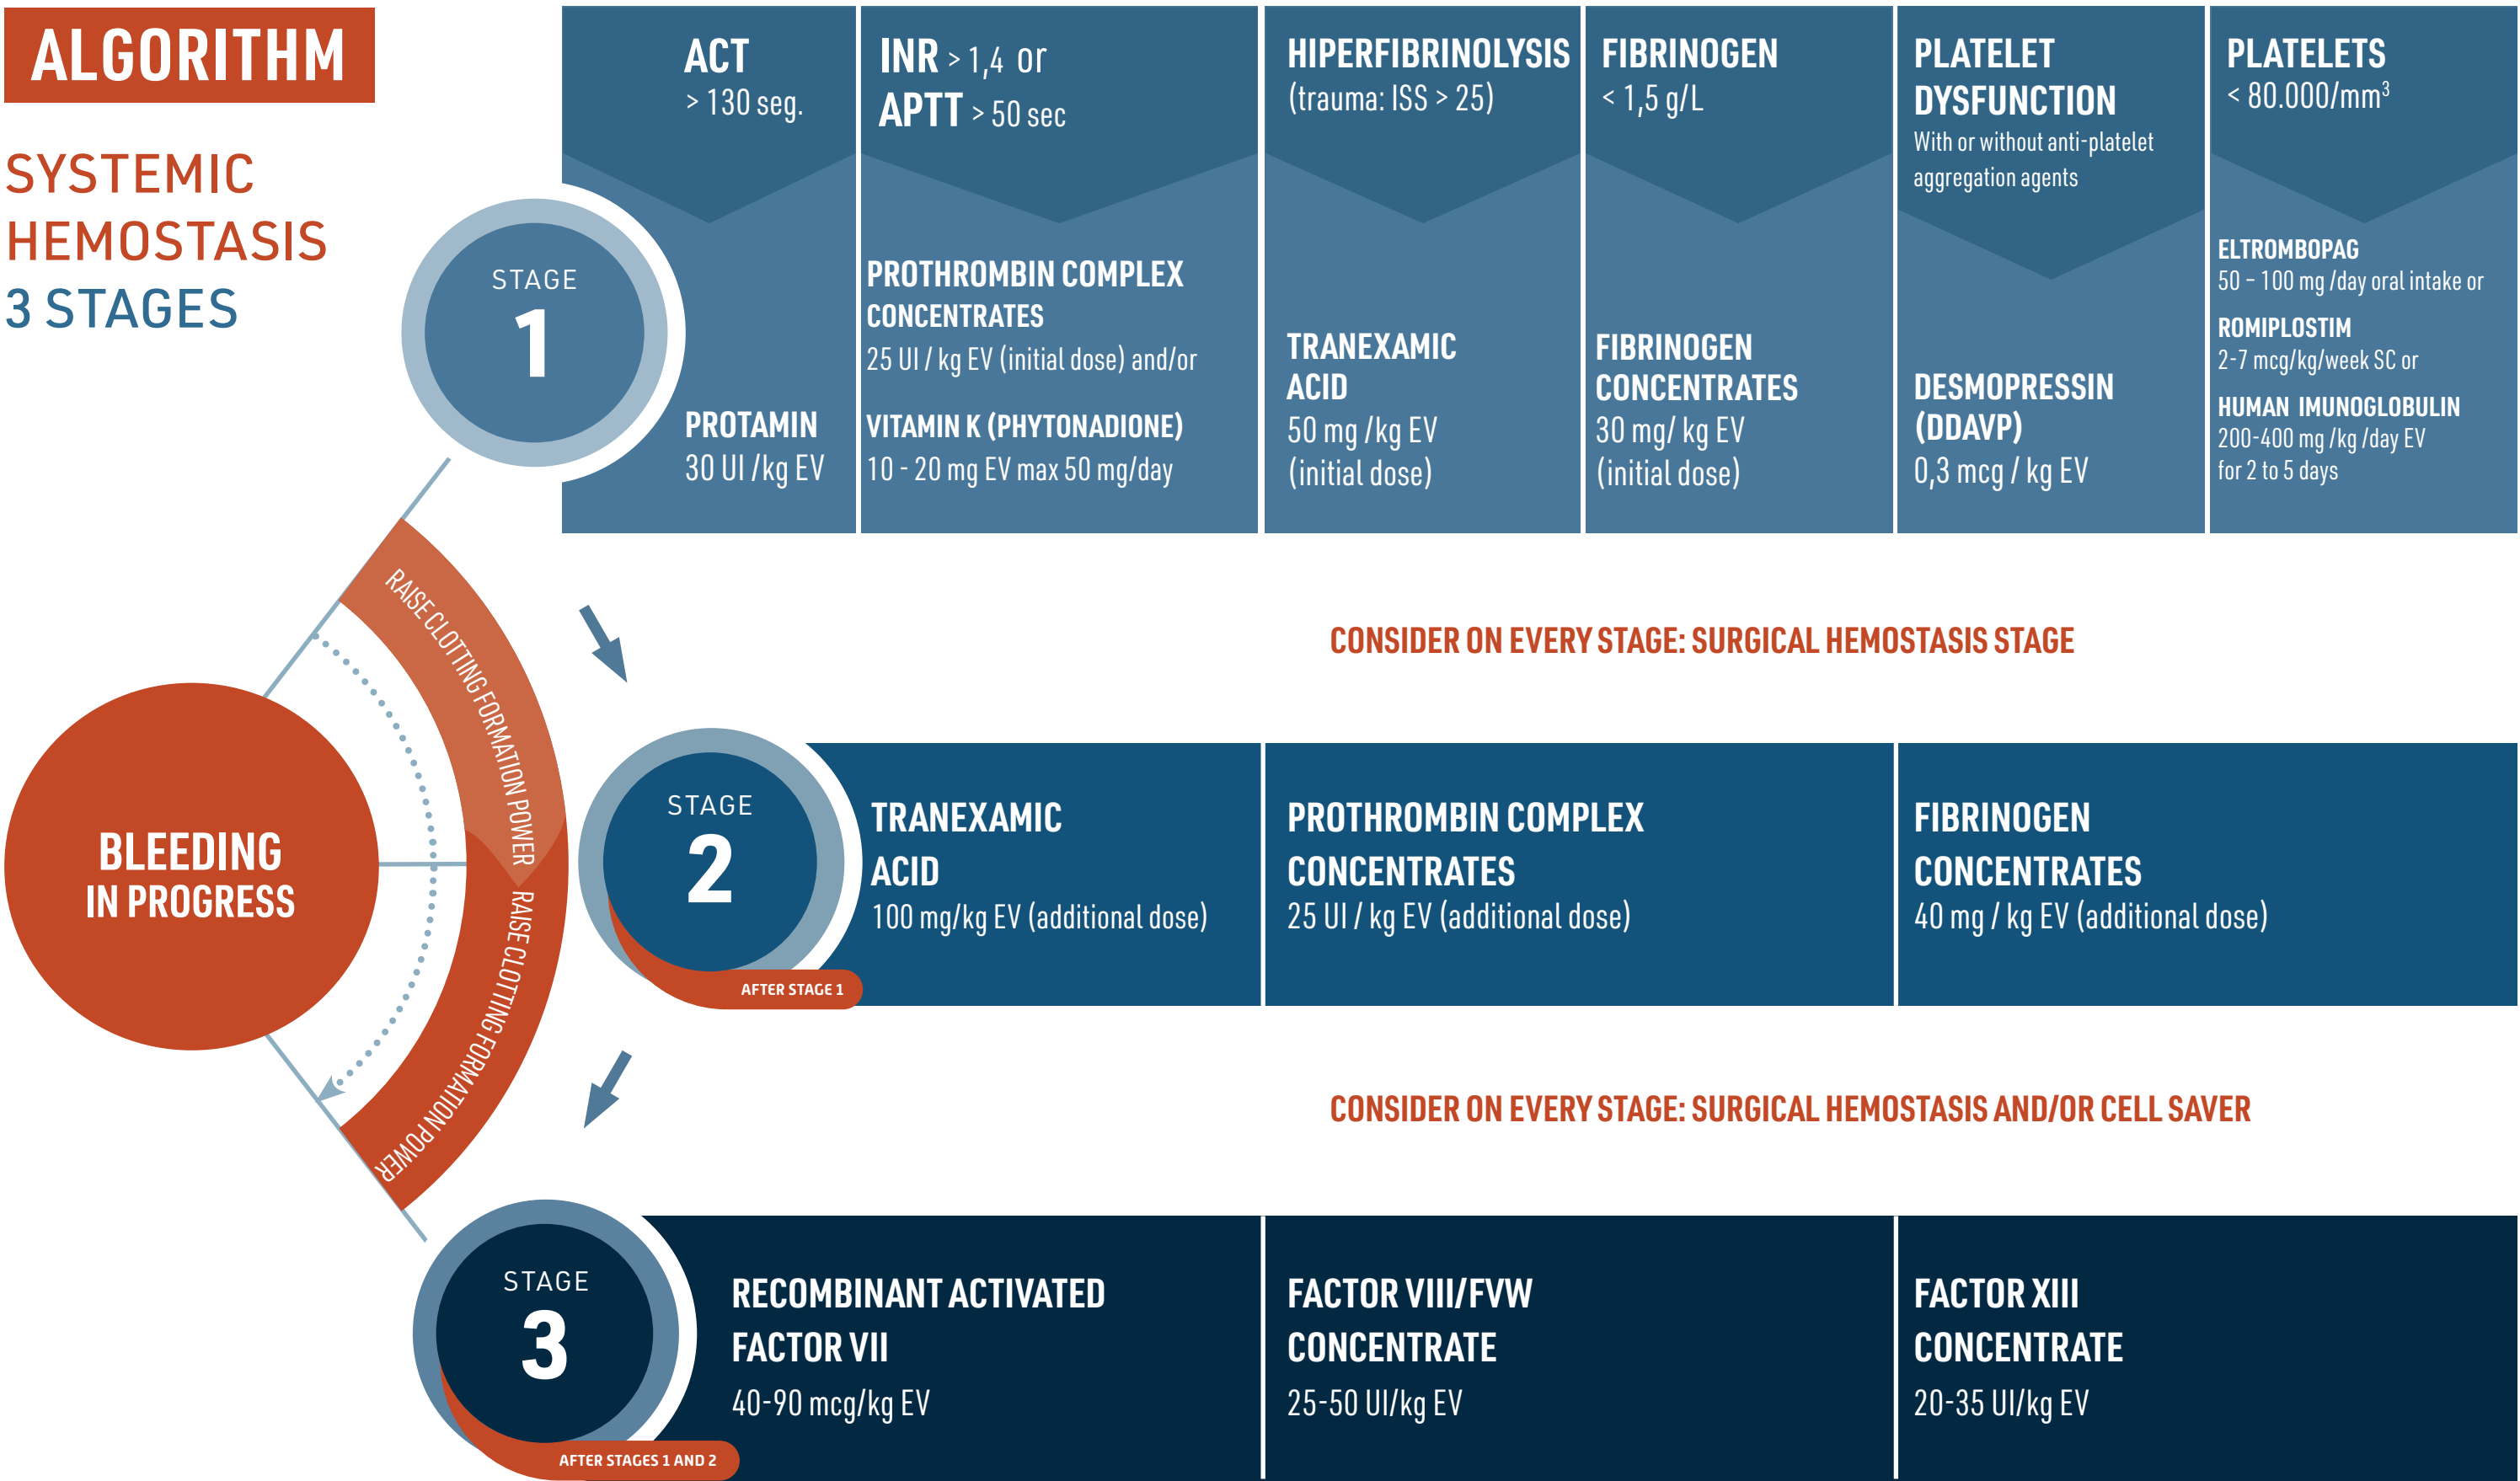 ALGORITHM
SYSTEMIC
HEMOSTASIS
3 STAGES
STAGE
1
ACT
> 130 seg.
PROTAMIN
30 UI /kg EV
INR > 1,4 or
APTT > 50 sec
PROTHROMBIN COMPLEX
CONCENTRATES
25 UI / kg EV (initial dose) and/or
VITAMIN K (PHYTONADIONE)
10 - 20 mg EV max 50 mg/day
HIPERFIBRINOLYSIS
(trauma: ISS > 25)
TRANEXAMIC
ACID
50 mg /kg EV
(initial dose)
FIBRINOGEN
< 1,5 g/L
FIBRINOGEN
CONCENTRATES
30 mg/ kg EV
(initial dose)
PLATELET
DYSFUNCTION
With or without anti-platelet
aggregation agents
DESMOPRESSIN
(DDAVP)
0,3 mcg / kg EV
PLATELETS
< 80.000/mm³
ELTROMBOPAG
50 – 100 mg /day oral intake or
ROMIPLOSTIM
2-7 mcg/kg/week SC or
HUMAN IMUNOGLOBULIN
200-400 mg /kg /day EV
for 2 to 5 days
RAISE CLOTTING FORMATION POWER
CONSIDER ON EVERY STAGE: SURGICAL HEMOSTASIS STAGE
BLEEDING
IN PROGRESS
STAGE
2
AFTER STAGE 1
TRANEXAMIC
ACID
100 mg/kg EV (additional dose)
PROTHROMBIN COMPLEX
CONCENTRATES
25 UI / kg EV (additional dose)
FIBRINOGEN
CONCENTRATES
40 mg / kg EV (additional dose)
RAISE CLOTTING FORMATION POWER
CONSIDER ON EVERY STAGE: SURGICAL HEMOSTASIS AND/OR CELL SAVER
STAGE
3
AFTER STAGES 1 AND 2
RECOMBINANT ACTIVATED
FACTOR VII
40-90 mcg/kg EV
FACTOR VIII/FVW
CONCENTRATE
25-50 UI/kg EV
FACTOR XIII
CONCENTRATE
20-35 UI/kg EV